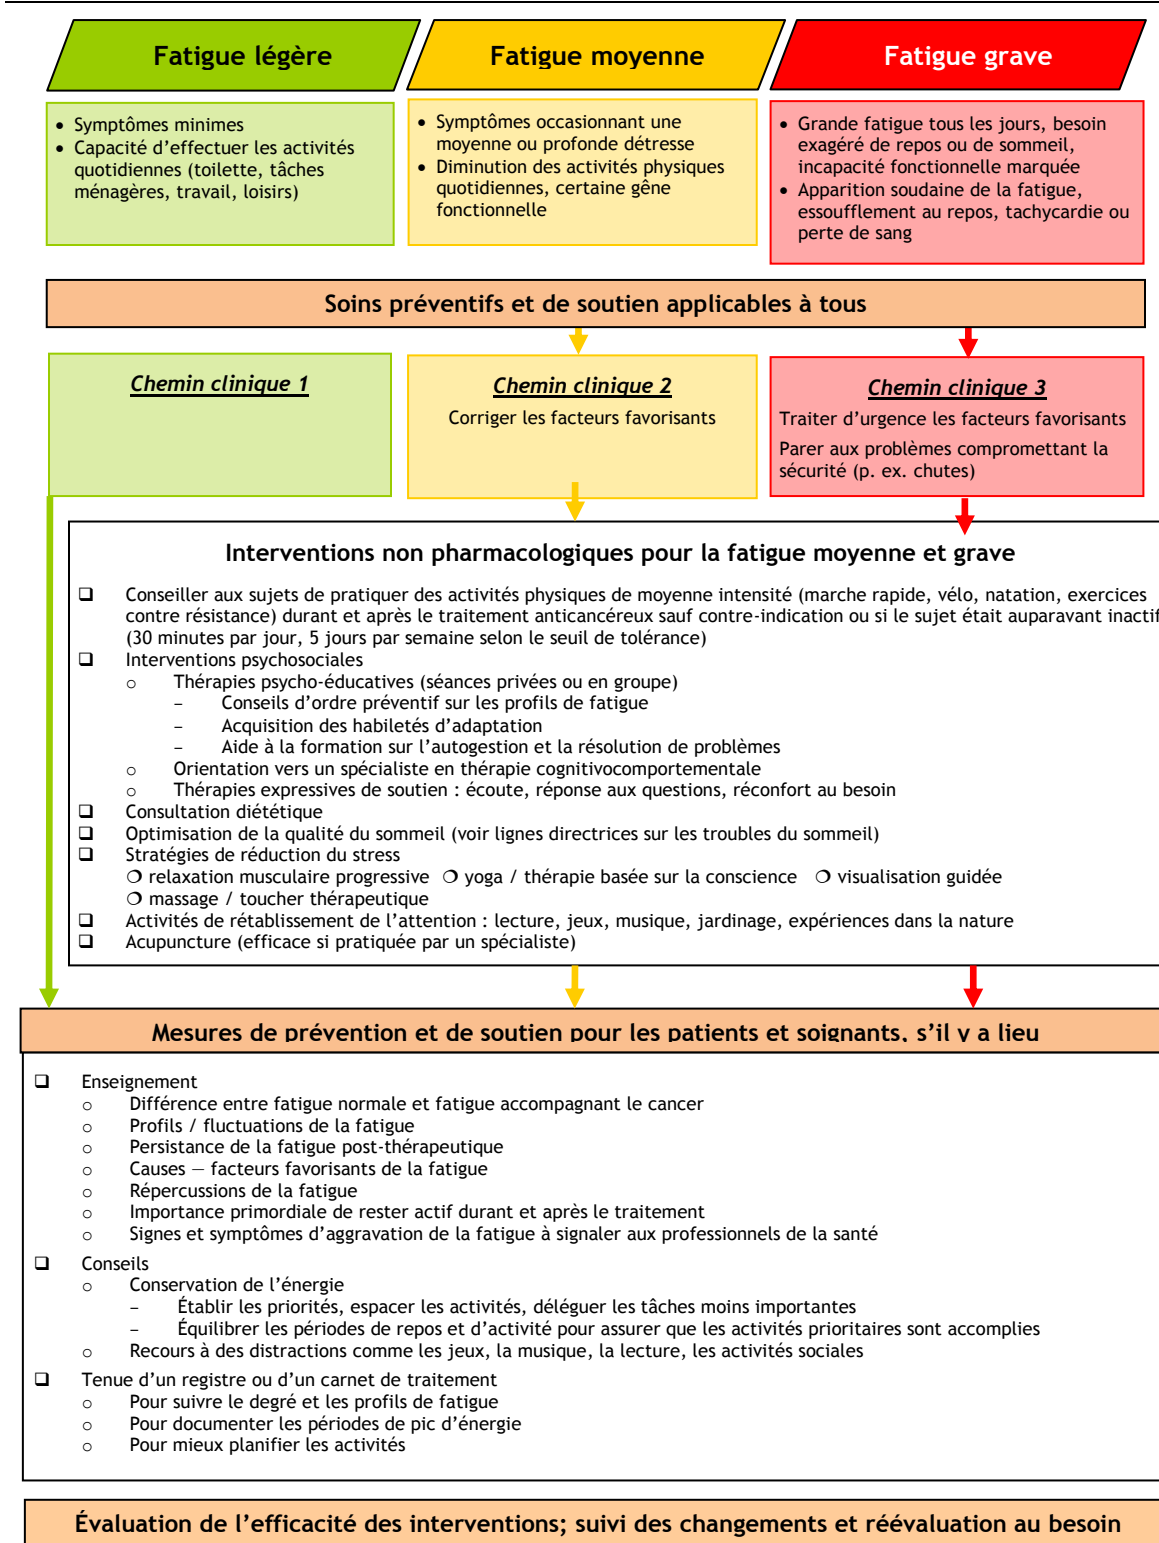 Fatigue légère
Fatigue moyenne
Fatigue grave
• Symptômes minimes
• Capacité d'effectuer les activités
quotidiennes (toilette, tâches
ménagères, travail, loisirs)
• Symptômes occasionnant une
moyenne ou profonde détresse
• Diminution des activités physiques
quotidiennes, certaine gêne
fonctionnelle
• Grande fatigue tous les jours, besoin
exagéré de repos ou de sommeil,
incapacité fonctionnelle marquée
• Apparition soudaine de la fatigue,
essoufflement au repos, tachycardie ou
perte de sang
Soins préventifs et de soutien applicables à tous
Chemin clinique 1
Chemin clinique 2
Corriger les facteurs favorisants
Chemin clinique 3
Traiter d'urgence les facteurs favorisants
Parer aux problèmes compromettant la
sécurité (p. ex. chutes)
Interventions non pharmacologiques pour la fatigue moyenne et grave
❑ Conseiller aux sujets de pratiquer des activités physiques de moyenne intensité (marche rapide, vélo, natation, exercices
contre résistance) durant et après le traitement anticancéreux sauf contre-indication ou si le sujet était auparavant inactif
(30 minutes par jour, 5 jours par semaine selon le seuil de tolérance)
❑ Interventions psychosociales
o Thérapies psycho-éducatives (séances privées ou en groupe)
– Conseils d'ordre préventif sur les profils de fatigue
– Acquisition des habiletés d'adaptation
– Aide à la formation sur l'autogestion et la résolution de problèmes
o Orientation vers un spécialiste en thérapie cognitivocomportementale
o Thérapies expressives de soutien : écoute, réponse aux questions, réconfort au besoin
❑ Consultation diététique
❑ Optimisation de la qualité du sommeil (voir lignes directrices sur les troubles du sommeil)
❑ Stratégies de réduction du stress
❍ relaxation musculaire progressive ❍ yoga / thérapie basée sur la conscience ❍ visualisation guidée
❍ massage / toucher thérapeutique
❑ Activités de rétablissement de l'attention : lecture, jeux, musique, jardinage, expériences dans la nature
❑ Acupuncture (efficace si pratiquée par un spécialiste)
Mesures de prévention et de soutien pour les patients et soignants, s'il y a lieu
❑ Enseignement
o Différence entre fatigue normale et fatigue accompagnant le cancer
o Profils / fluctuations de la fatigue
o Persistance de la fatigue post-thérapeutique
o Causes — facteurs favorisants de la fatigue
o Répercussions de la fatigue
o Importance primordiale de rester actif durant et après le traitement
o Signes et symptômes d'aggravation de la fatigue à signaler aux professionnels de la santé
❑ Conseils
o Conservation de l'énergie
– Établir les priorités, espacer les activités, déléguer les tâches moins importantes
– Équilibrer les périodes de repos et d'activité pour assurer que les activités prioritaires sont accomplies
o Recours à des distractions comme les jeux, la musique, la lecture, les activités sociales
❑ Tenue d'un registre ou d'un carnet de traitement
o Pour suivre le degré et les profils de fatigue
o Pour documenter les périodes de pic d'énergie
o Pour mieux planifier les activités
Évaluation de l'efficacité des interventions; suivi des changements et réévaluation au besoin